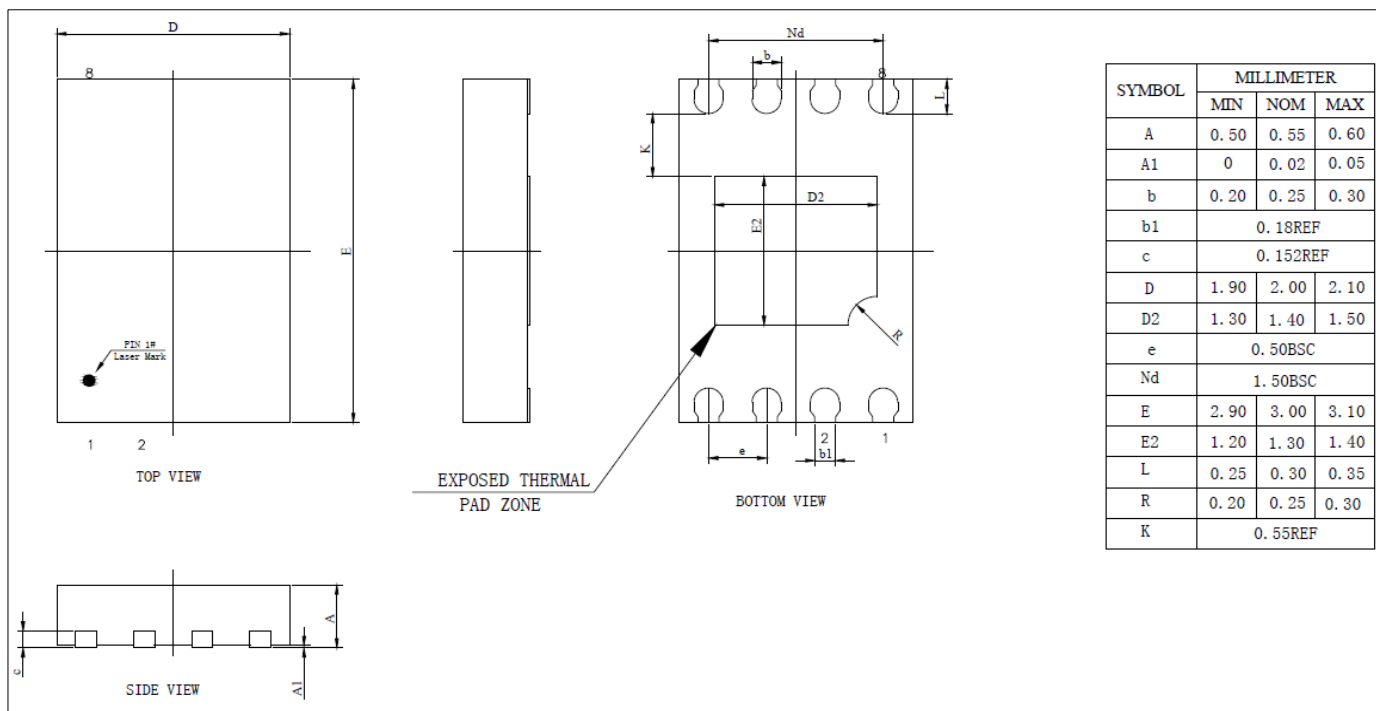 D
8
E
PIN 1#
Laser Mark
1 2
TOP VIEW
Nd
b
8
L
K
D2
E2
R
2 1
e
b1
EXPOSED THERMAL
PAD ZONE
BOTTOM VIEW
A
c
A1
SIDE VIEW
SYMBOL MILLIMETER
MIN NOM MAX
A 0.50 0.55 0.60
A1 0 0.02 0.05
b 0.20 0.25 0.30
b1 0.18REF
c 0.152REF
D 1.90 2.00 2.10
D2 1.30 1.40 1.50
e 0.50BSC
Nd 1.50BSC
E 2.90 3.00 3.10
E2 1.20 1.30 1.40
L 0.25 0.30 0.35
R 0.20 0.25 0.30
K 0.55REF